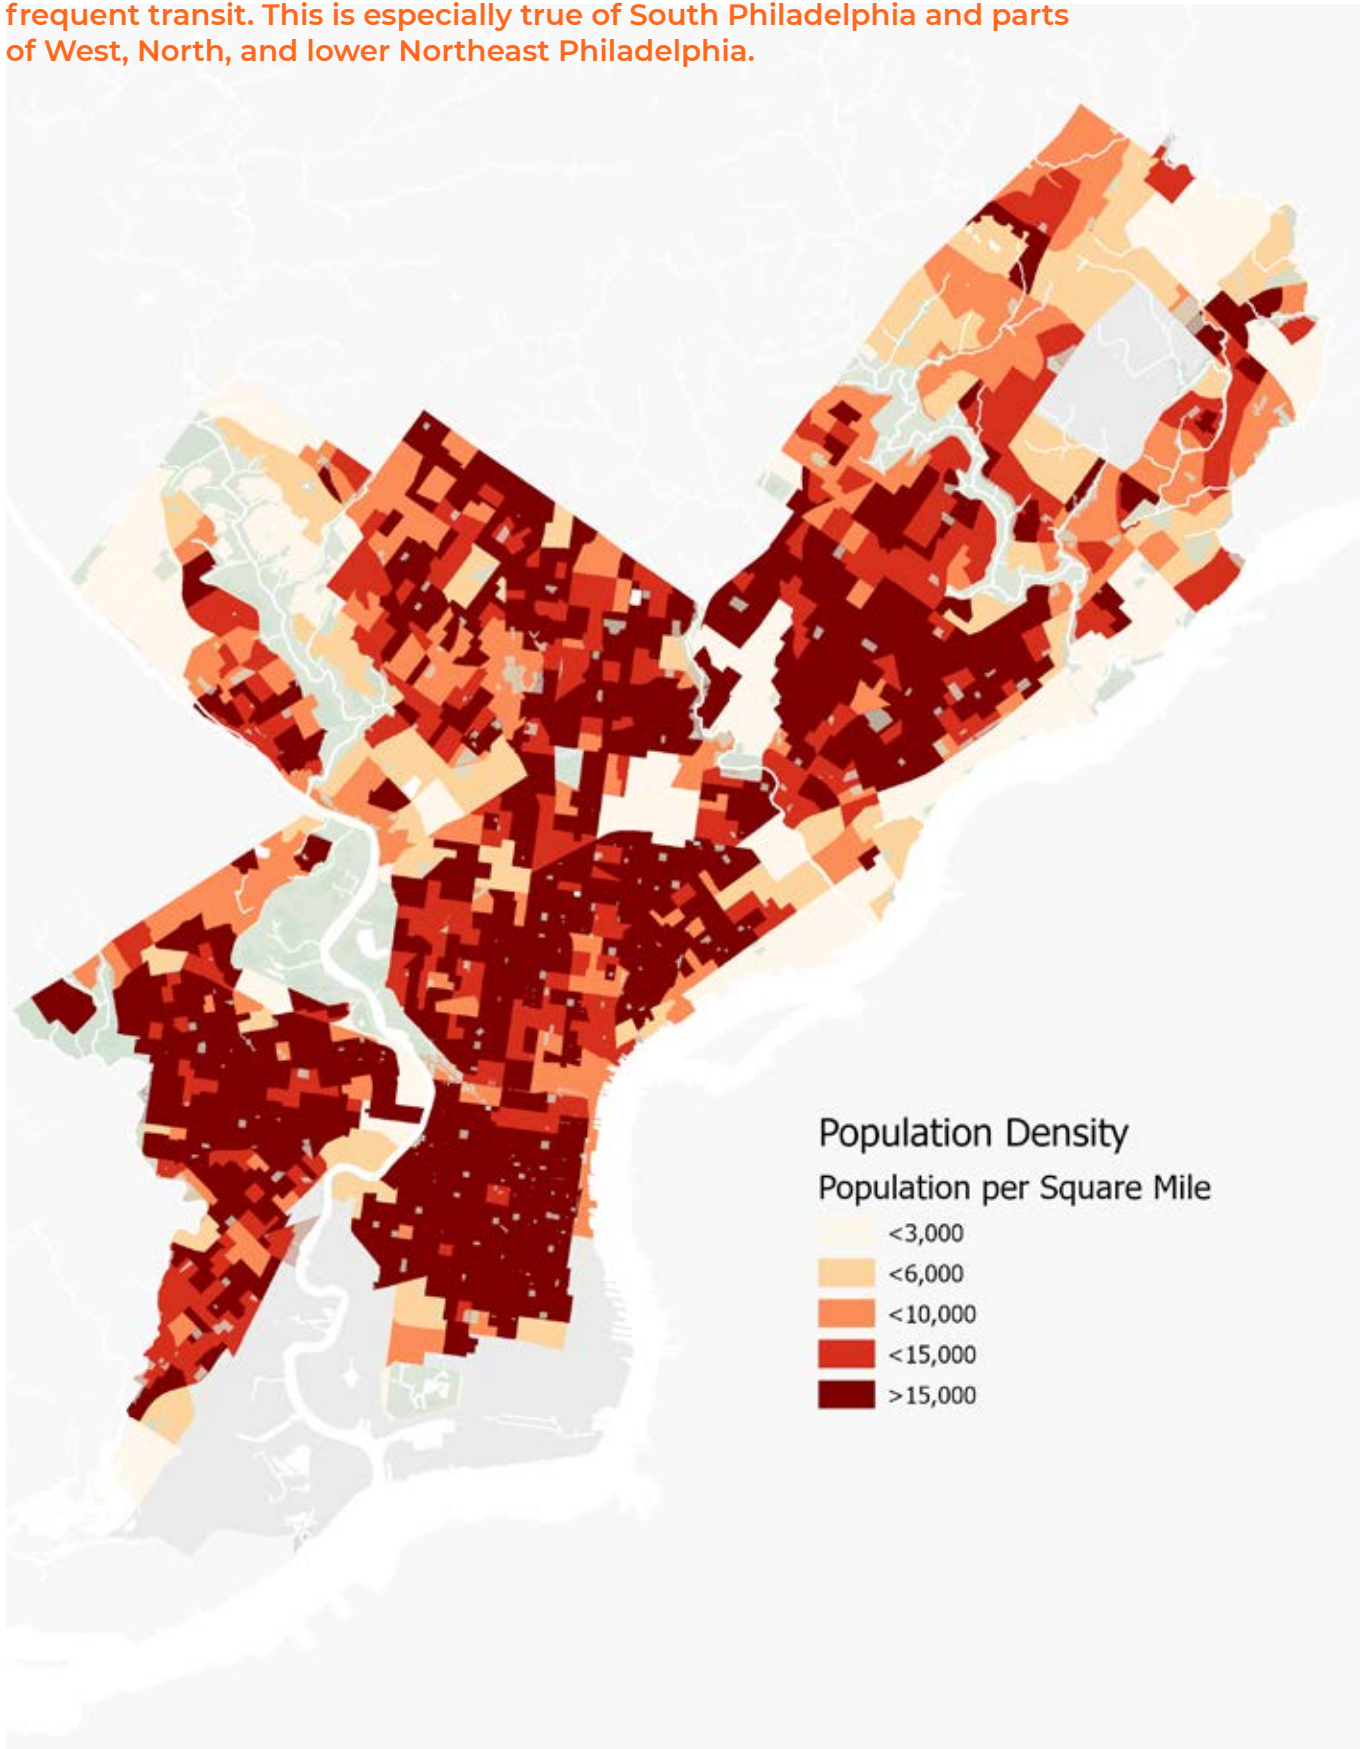 frequent transit. This is especially true of South Philadelphia and parts
of West, North, and lower Northeast Philadelphia.
Population Density
Population per Square Mile
<3,000
<6,000
<10,000
<15,000
>15,000